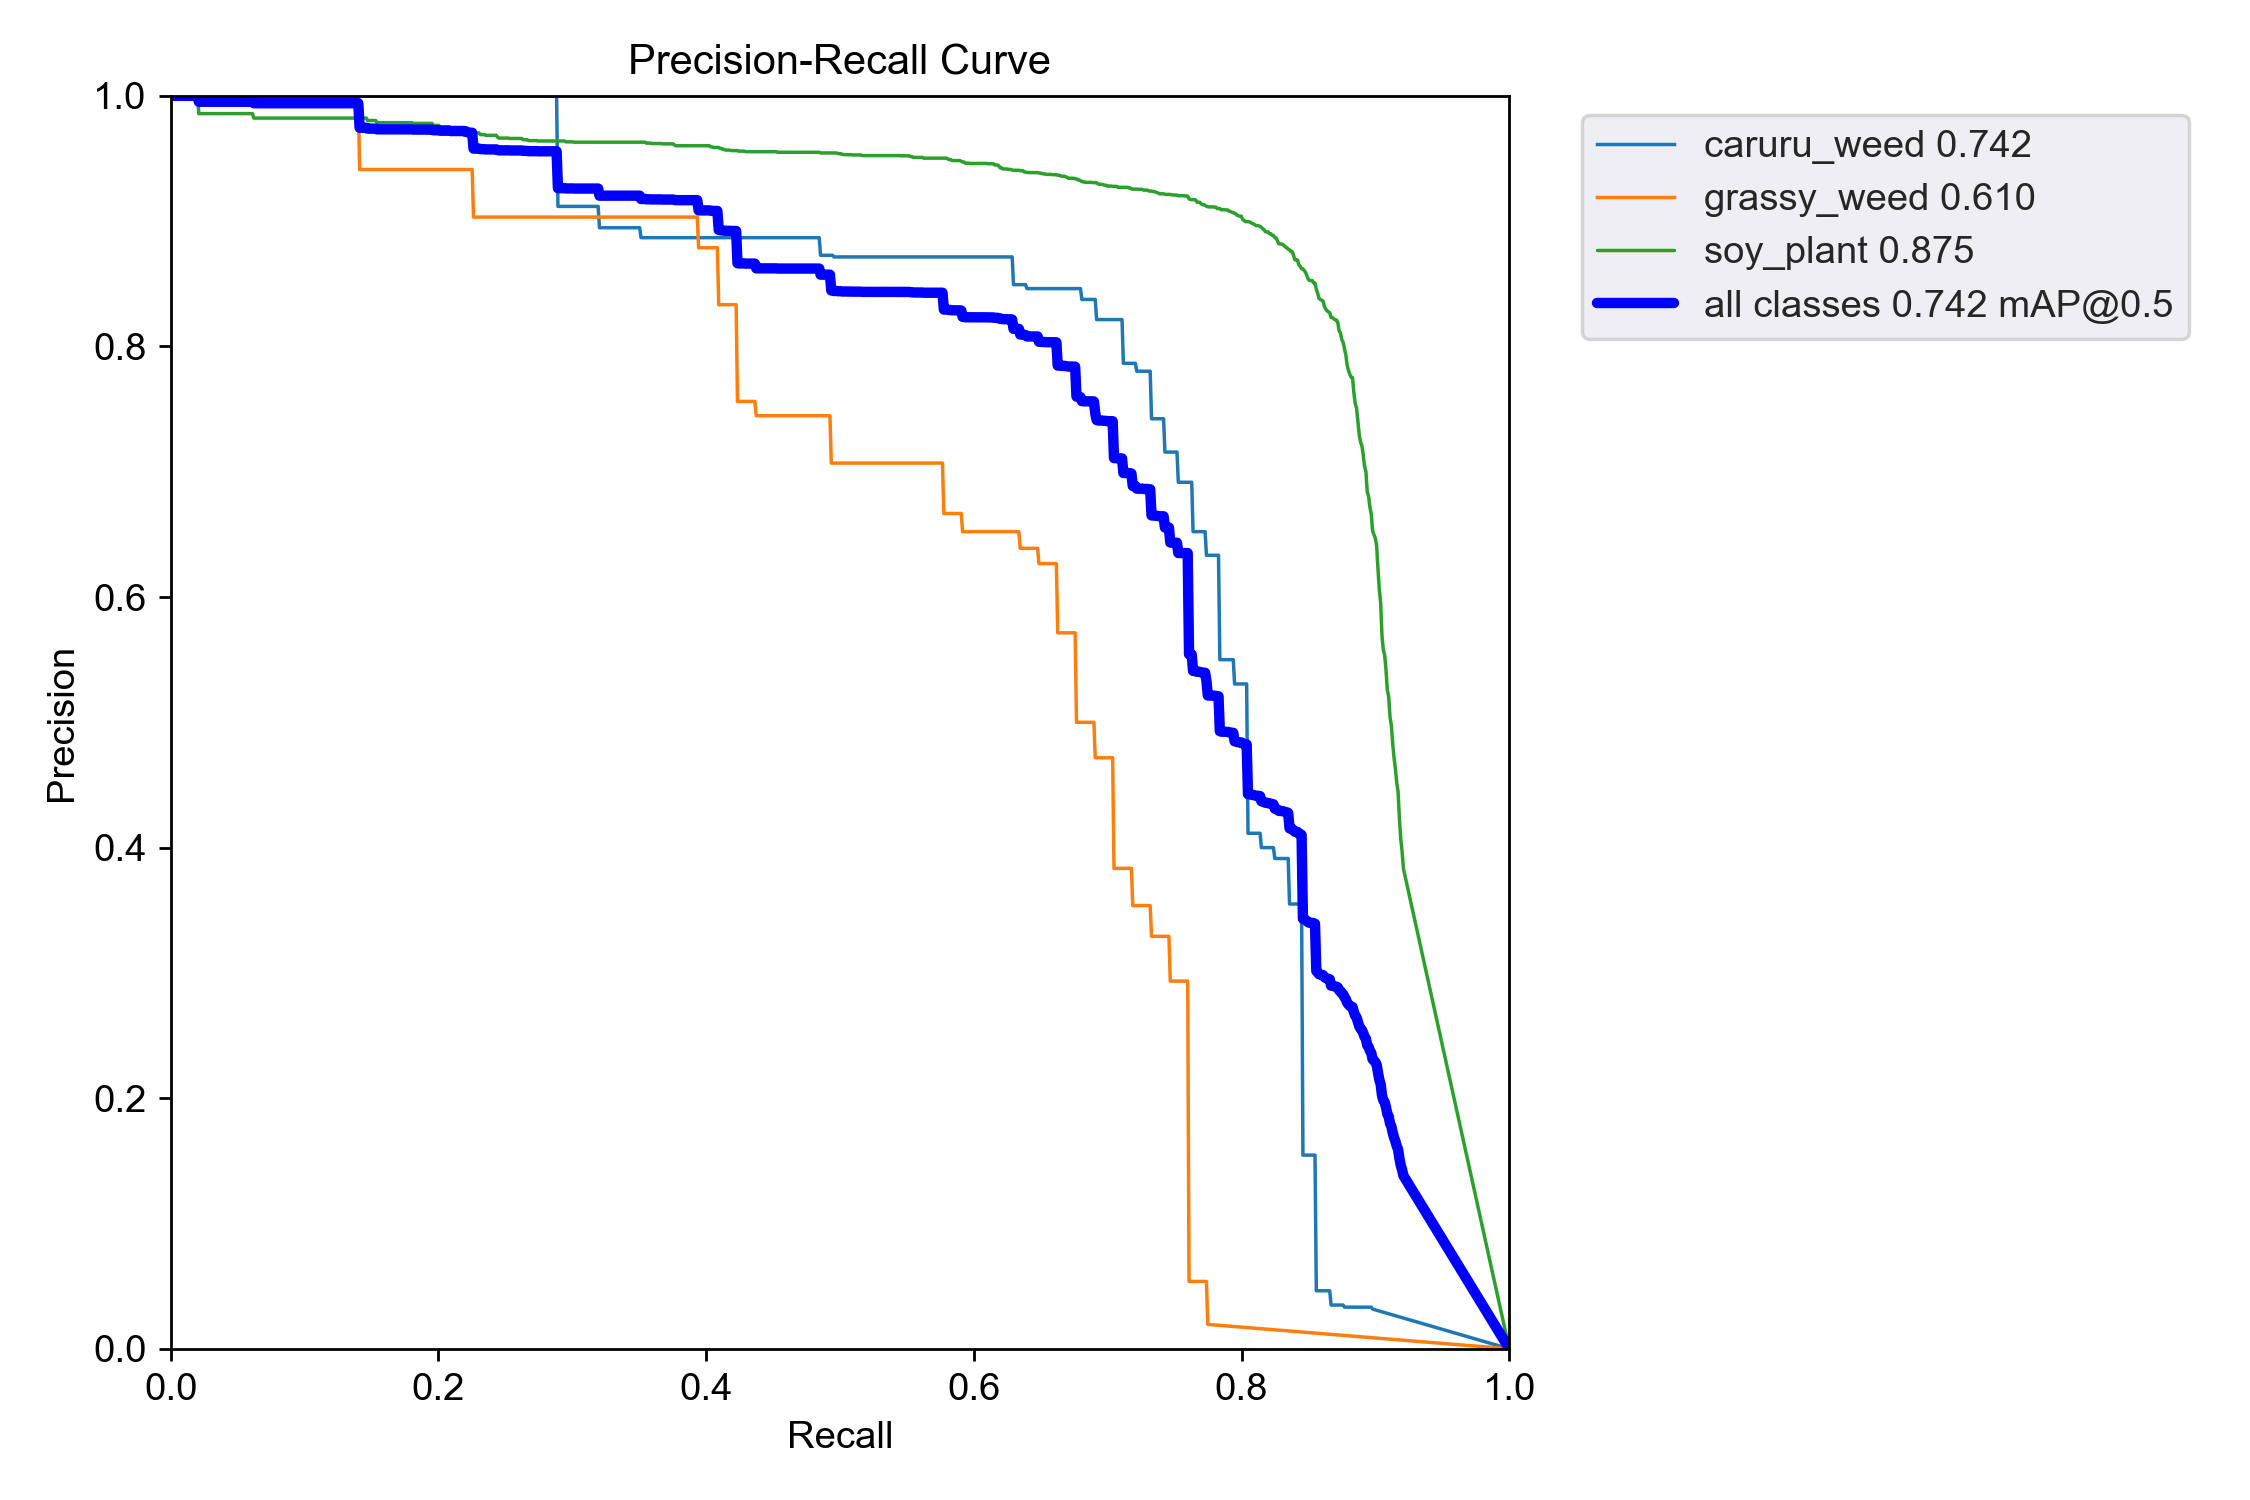 Precision-Recall Curve
1.0
0.8
0.6
0.4
0.2
0.0
Precision
0.0 0.2 0.4 0.6 0.8 1.0
Recall
caruru_weed 0.742
grassy_weed 0.610
soy_plant 0.875
all classes 0.742 mAP@0.5